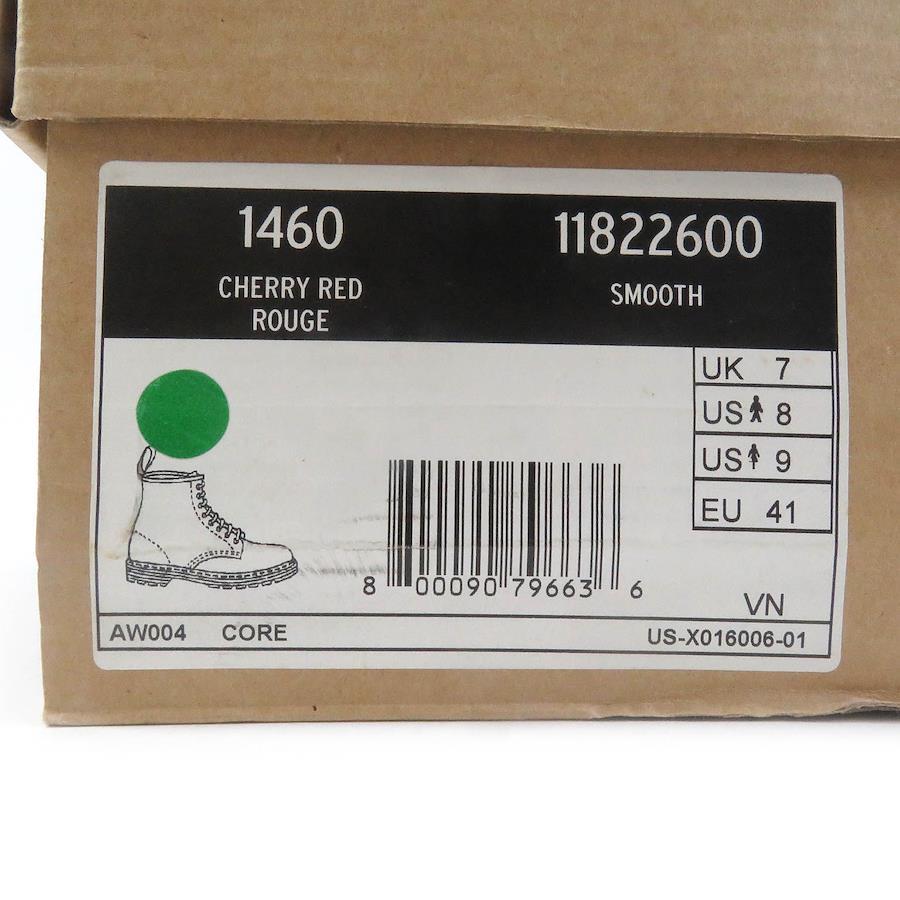 1460
CHERRY RED
ROUGE
11822600
SMOOTH
UK 7
US 8
US 9
EU 41
8 00090 79663 6
VN
AW004 CORE
US-X016006-01